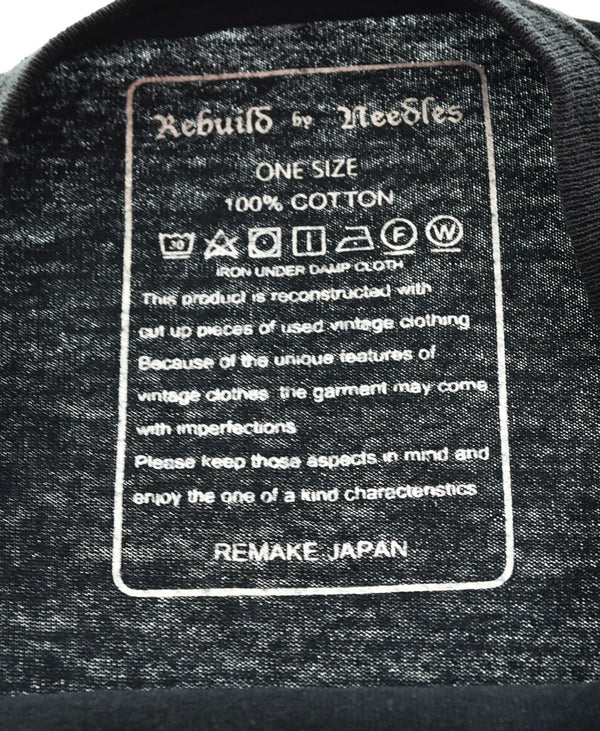 Rebuild by Needles
ONE SIZE
100% COTTON
30 F W
IRON UNDER DAMP CLOTH
This product is reconstructed with
cut up pieces of used vintage clothing
Because of the unique features of
vintage clothes the garment may come
with imperfections
Please keep those aspects in mind and
enjoy the one of a kind characteristics
REMAKE JAPAN